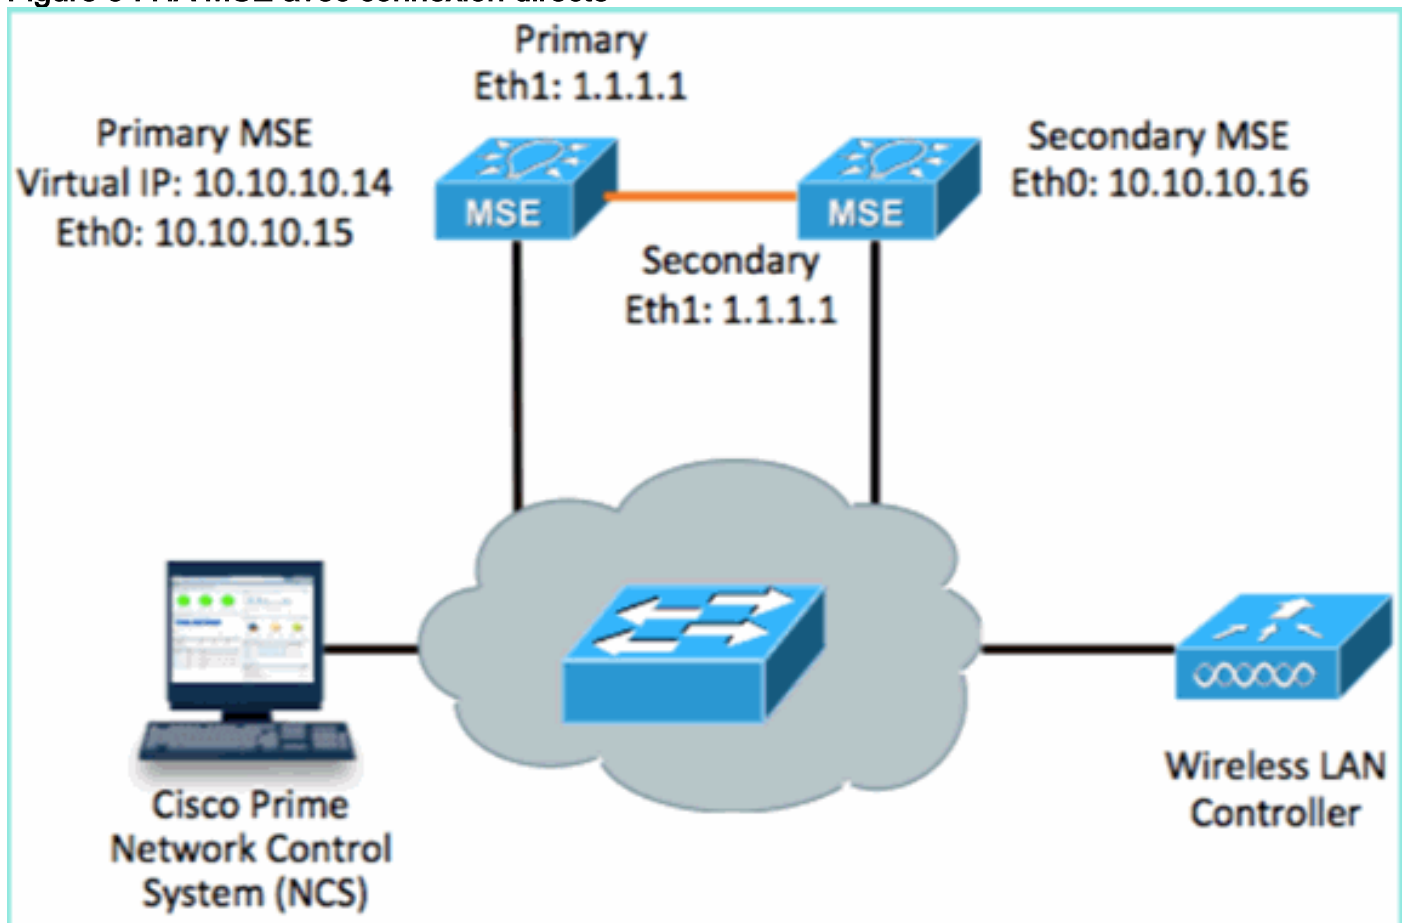 Primary
Eth1: 1.1.1.1
Primary MSE
Virtual IP: 10.10.10.14
Eth0: 10.10.10.15
Secondary MSE
Eth0: 10.10.10.16
MSE
MSE
Secondary
Eth1: 1.1.1.1
Cisco Prime
Network Control
System (NCS)
Wireless LAN
Controller